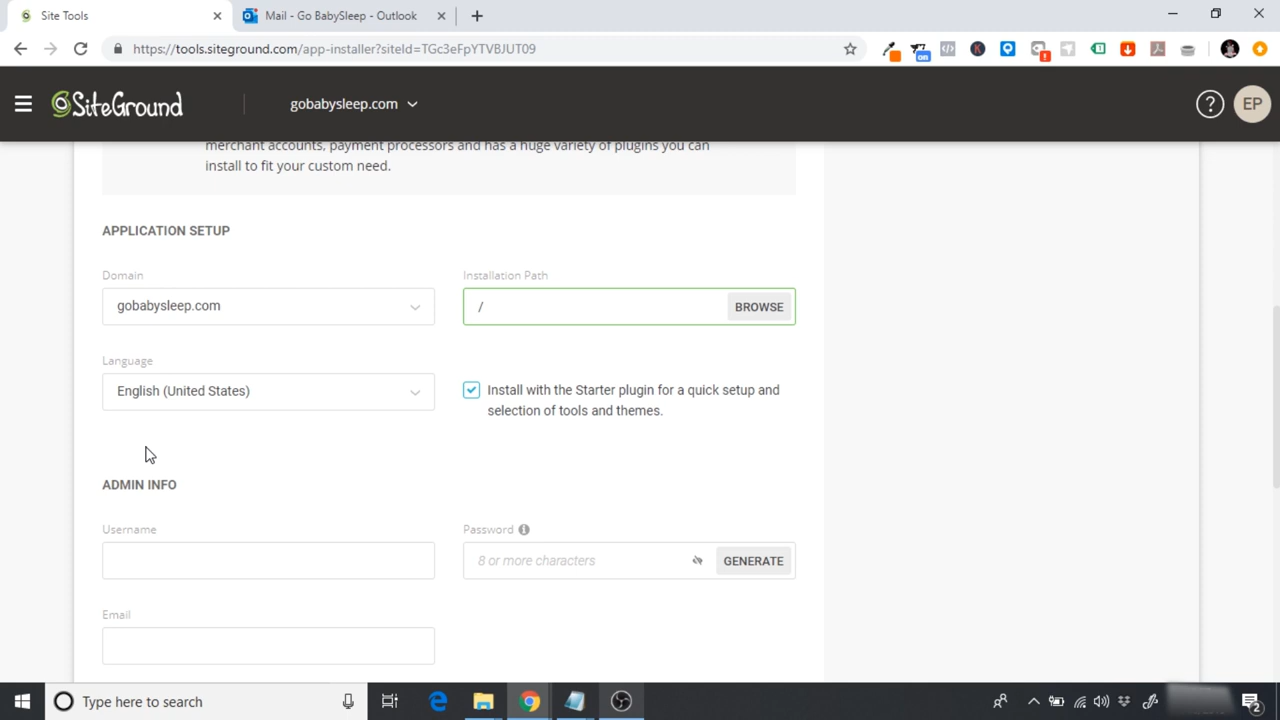 Site Tools
Mail - Go BabySleep - Outlook
https://tools.siteground.com/app-installer?siteId=TGc3eFpYTVBJUT09
SiteGround
gobabysleep.com
EP
merchant accounts, payment processors and has a huge variety of plugins you can
install to fit your custom need.
APPLICATION SETUP
Domain
Installation Path
gobabysleep.com
/
BROWSE
Language
English (United States)
Install with the Starter plugin for a quick setup and
selection of tools and themes.
ADMIN INFO
Username
Password
8 or more characters
GENERATE
Email
Type here to search